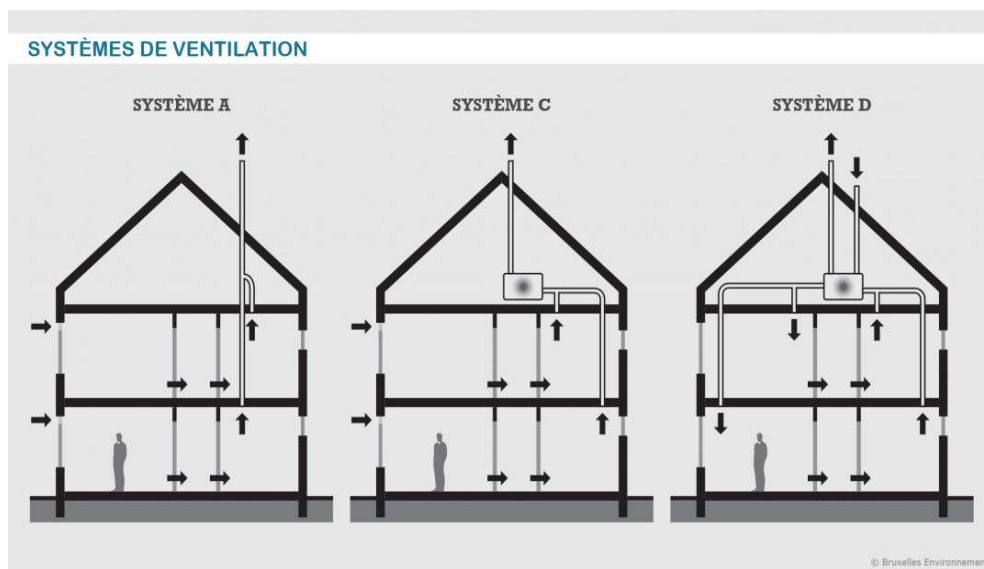 SYSTÈMES DE VENTILATION
SYSTÈME A
SYSTÈME C
SYSTÈME D
© Bruxelles Environnemen